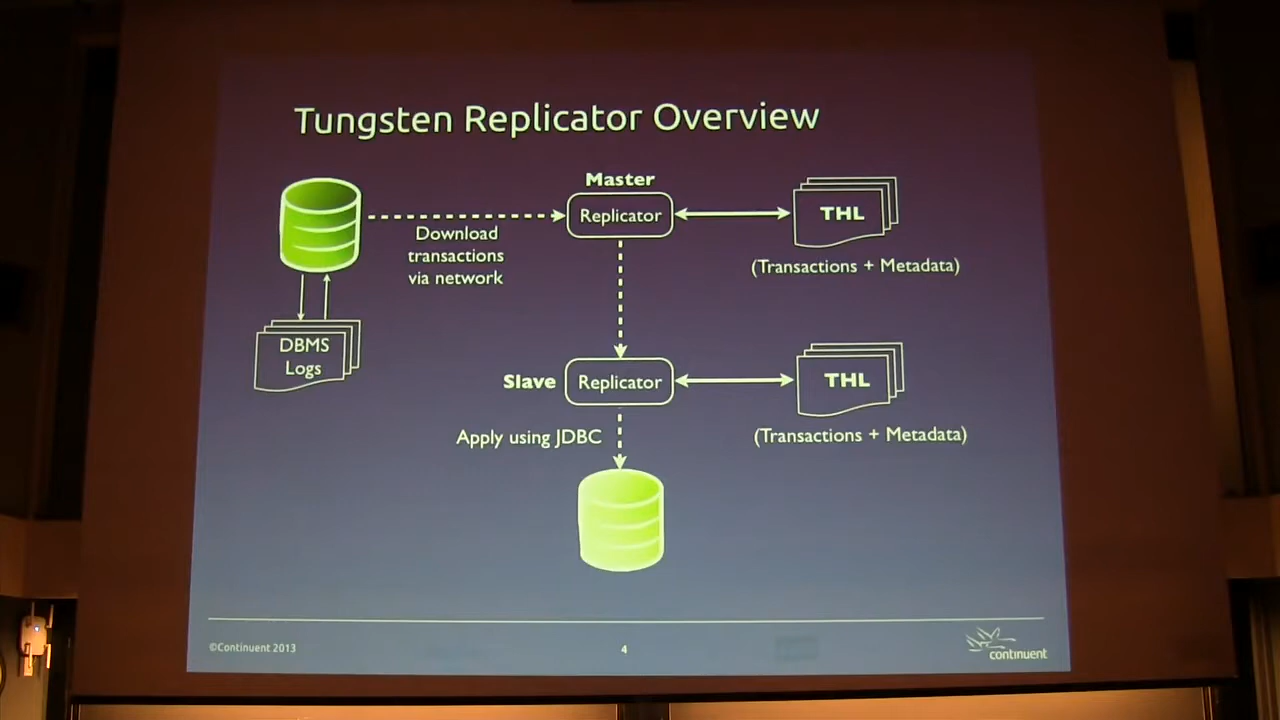 Tungsten Replicator Overview
Master
Replicator
THL
Download
transactions
via network
(Transactions + Metadata)
DBMS
Logs
Slave
Replicator
THL
Apply using JDBC
(Transactions + Metadata)
©Continuent 2013
4
continuent